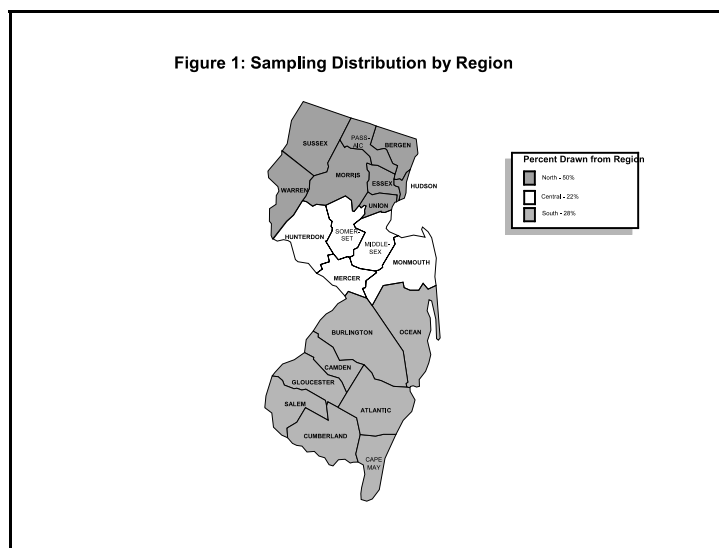 Figure 1: Sampling Distribution by Region
PASS-
AIC
SUSSEX
BERGEN
MORRIS
ESSEX
HUDSON
WARREN
UNION
HUNTERDON
SOMER-
SET
MIDDLE-
SEX
MONMOUTH
MERCER
BURLINGTON
OCEAN
CAMDEN
GLOUCESTER
SALEM
ATLANTIC
CUMBERLAND
CAPE
MAY
Percent Drawn from Region
North - 50%
Central - 22%
South - 28%